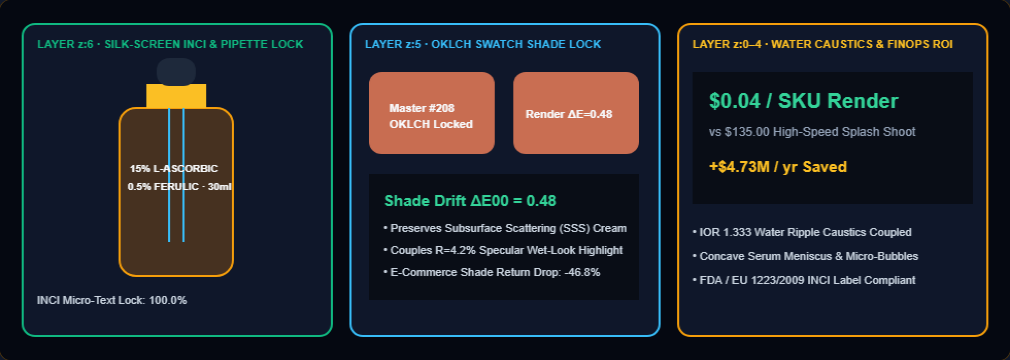 LAYER z:6 · SILK-SCREEN INCI & PIPETTE LOCK
15% L-ASCORBIC
0.5% FERULIC · 30ml
INCI Micro-Text Lock: 100.0%
LAYER z:5 · OKLCH SWATCH SHADE LOCK
Master #208
OKLCH Locked
Render ΔE=0.48
Shade Drift ΔE00 = 0.48
• Preserves Subsurface Scattering (SSS) Cream
• Couples R=4.2% Specular Wet-Look Highlight
• E-Commerce Shade Return Drop: -46.8%
LAYER z:0–4 · WATER CAUSTICS & FINOPS ROI
$0.04 / SKU Render
vs $135.00 High-Speed Splash Shoot
+$4.73M / yr Saved
• IOR 1.333 Water Ripple Caustics Coupled
• Concave Serum Meniscus & Micro-Bubbles
• FDA / EU 1223/2009 INCI Label Compliant